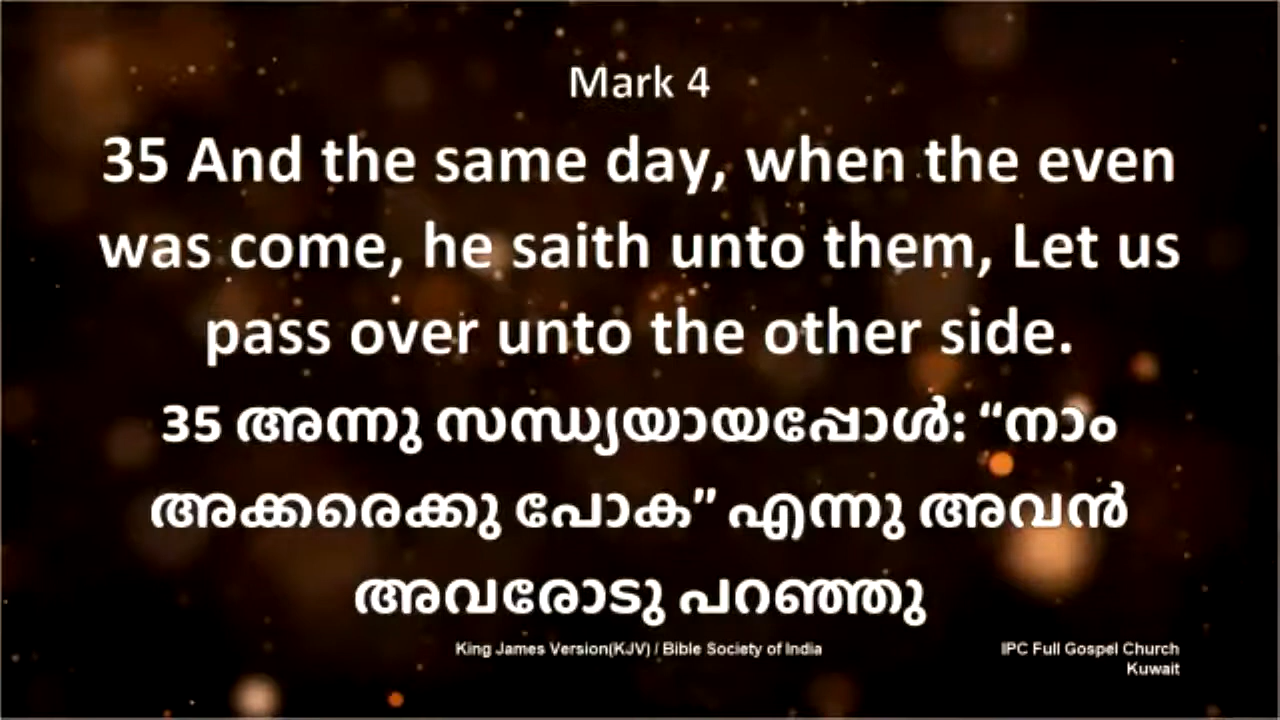 Mark 4
35 And the same day, when the even
was come, he saith unto them, Let us
pass over unto the other side.
35 അന്നു സന്ധ്യയായപ്പോൾ: “നാം
അക്കരെക്കു പോക” എന്നു അവൻ
അവരോടു പറഞ്ഞു
King James Version(KJV) / Bible Society of India
IPC Full Gospel Church
Kuwait